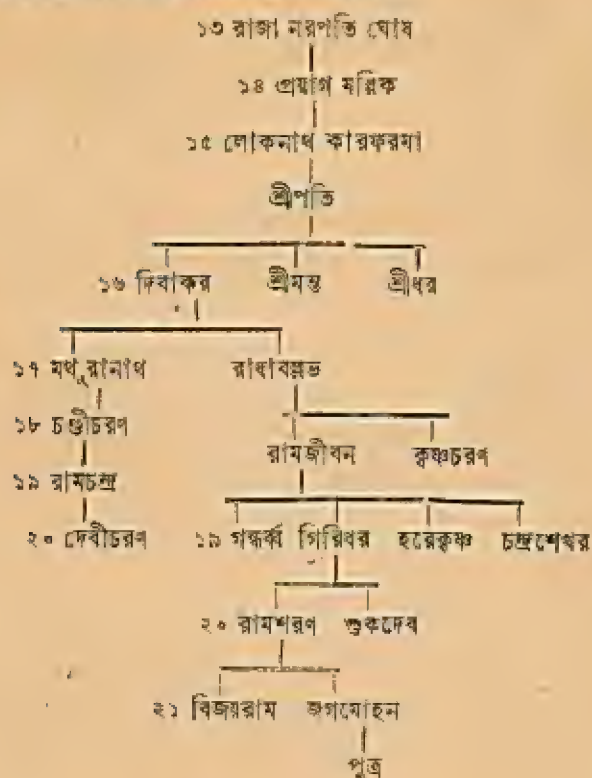 ১৩ রাজা নরপতি ঘোষ
১৪ প্রয়াগ মল্লিক
১৫ লোকনাথ কারফরমা
শ্রীপতি
১৬ দিবাকর শ্রীমন্ত শ্রীধর
১৭ মথুরানাথ রাধাবল্লভ
১৮ চণ্ডীচরণ
রামজীবন কৃষ্ণচরণ
১৯ রামচন্দ্র
২০ দেবীচরণ ১৯ গন্ধর্ব্ব গিরিধর হরেকৃষ্ণ চন্দ্রশেখর
২০ রামশরণ শুকদেব
২১ বিজয়রাম জগমোহন
পুত্র